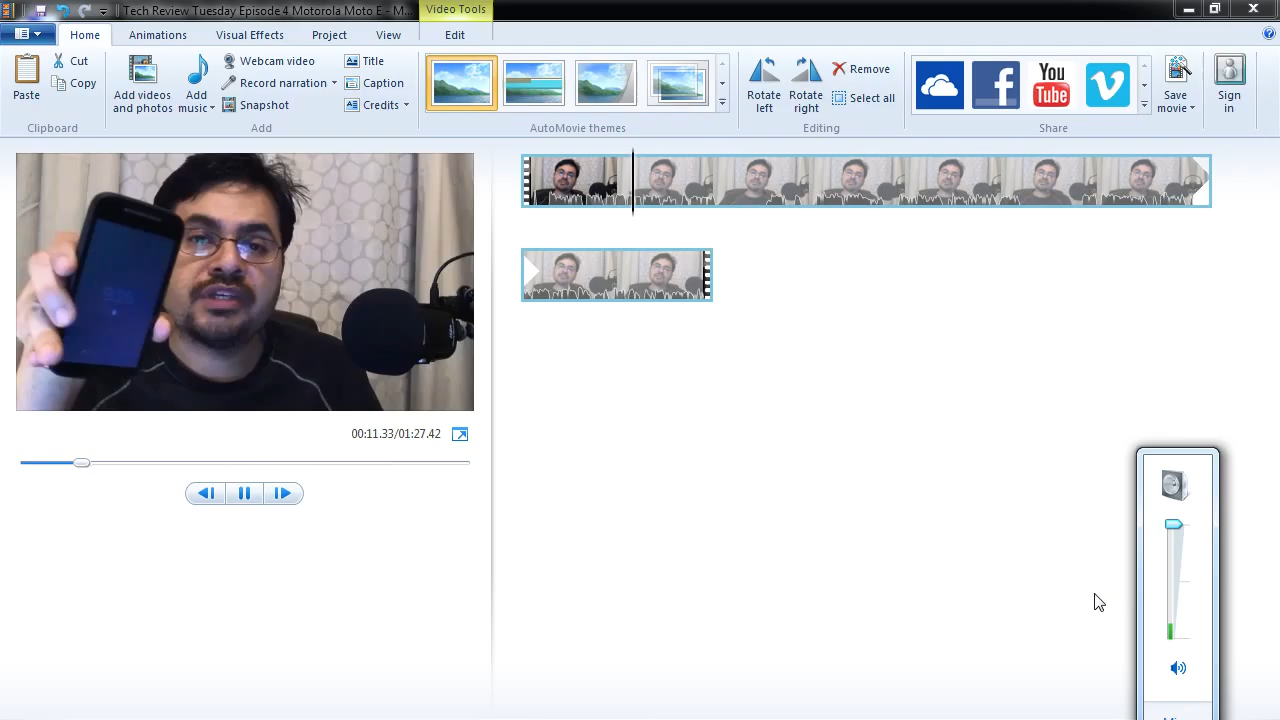 Tech Review Tuesday Episode 4 Motorola Moto E - M...
Video Tools
Home
Animations
Visual Effects
Project
View
Edit
Paste
Cut
Copy
Clipboard
Add videos
and photos
Add
music
Webcam video
Record narration
Snapshot
Title
Caption
Credits
Add
AutoMovie themes
Rotate
left
Rotate
right
Remove
Select all
Editing
You
Tube
Share
Save
movie
Sign
in
00:11.33/01:27.42